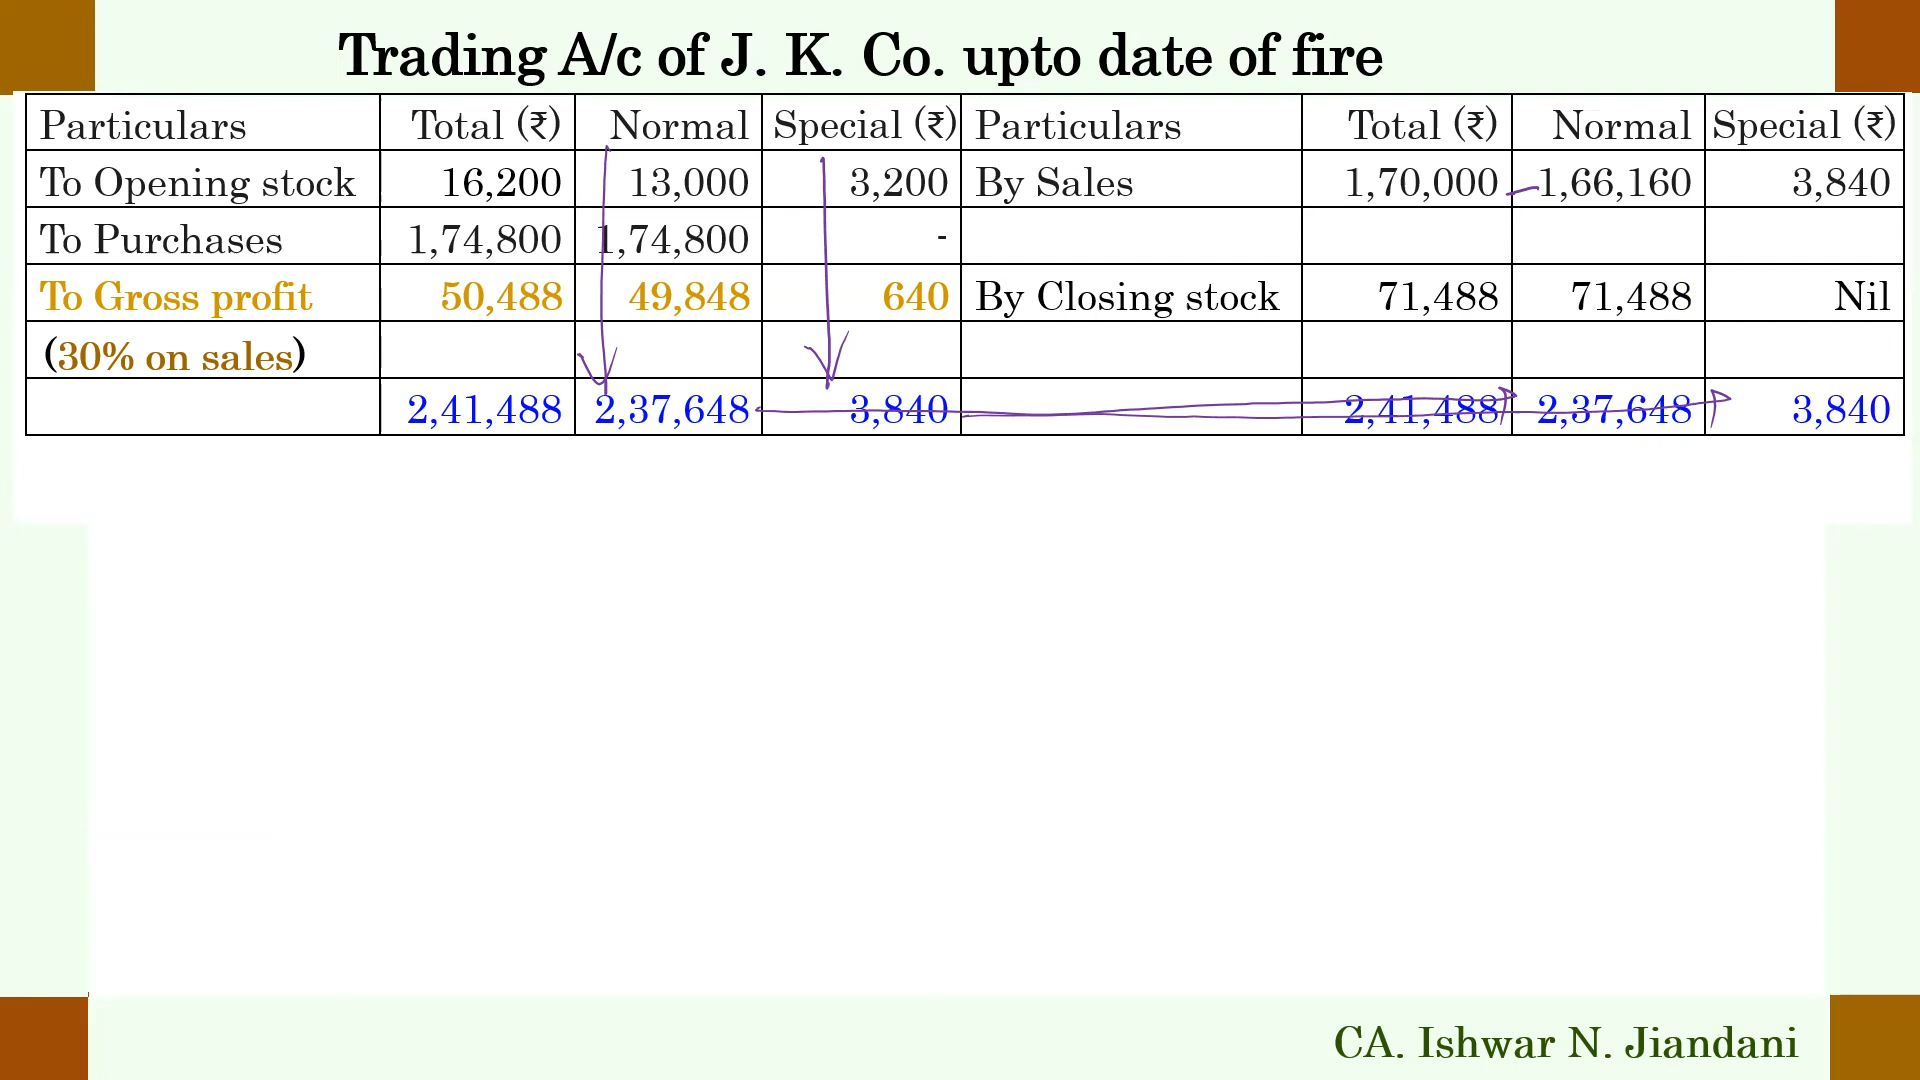 Trading A/c of J. K. Co. upto date of fire
Particulars Total (₹) Normal Special (₹) Particulars Total (₹) Normal Special (₹)
To Opening stock 16,200 13,000 3,200 By Sales 1,70,000 1,66,160 3,840
To Purchases 1,74,800 1,74,800 -
To Gross profit 50,488 49,848 640 By Closing stock 71,488 71,488 Nil
(30% on sales)
2,41,488 2,37,648 3,840 2,41,488 2,37,648 3,840
CA. Ishwar N. Jiandani